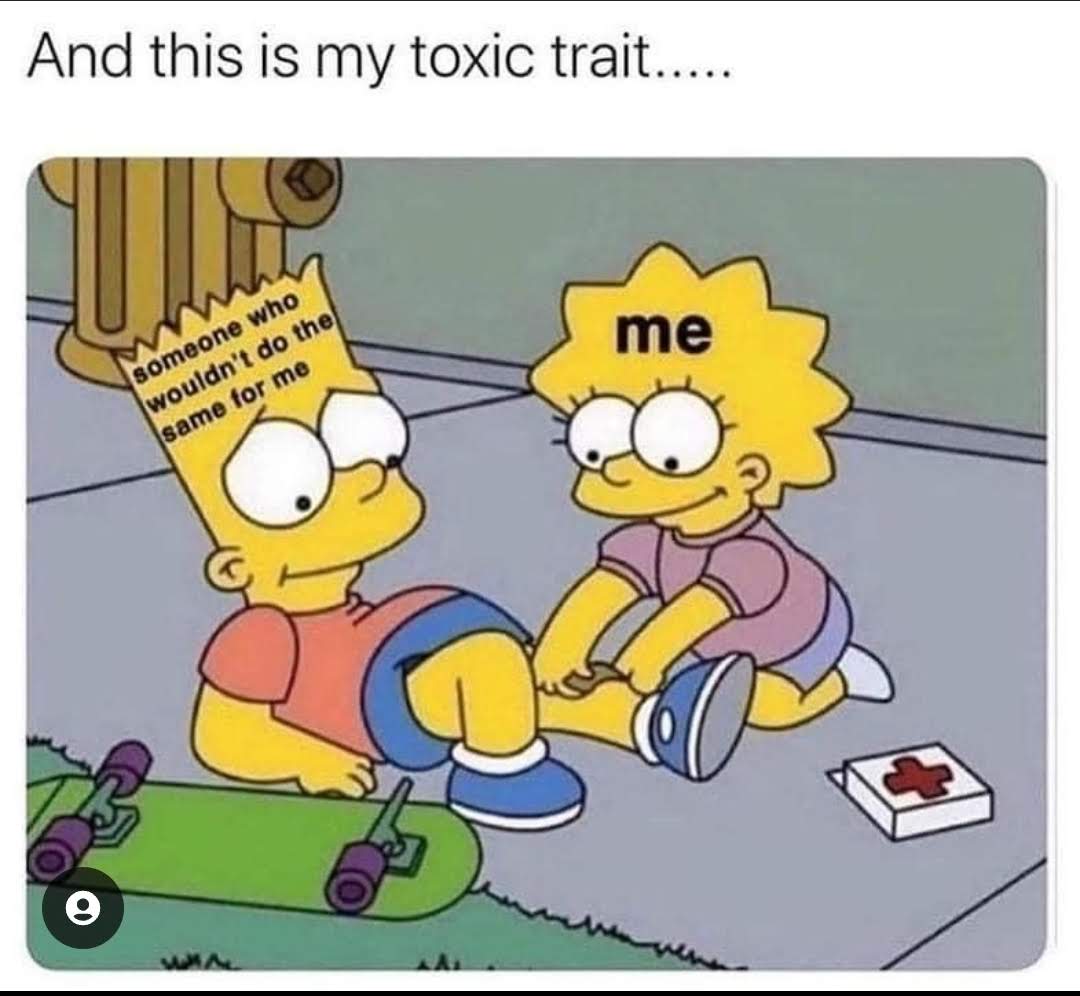 And this is my toxic trait.....
someone who
wouldn't do the
same for me
me